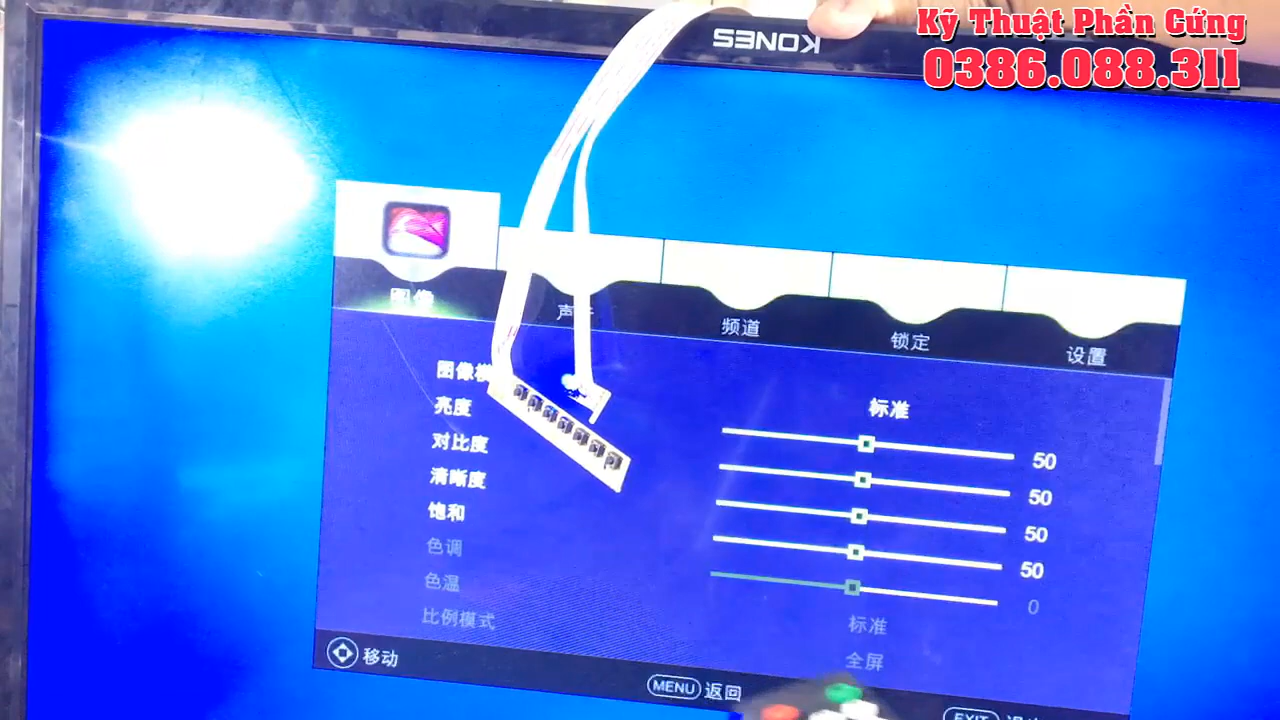 Kỹ Thuật Phần Cứng
0386.088.311
KONES
图像
频道
锁定
设置
标准
亮度
50
对比度
50
清晰度
50
饱和
50
色调
0
色温
标准
比例模式
全屏
移动
MENU 返回
EXIT